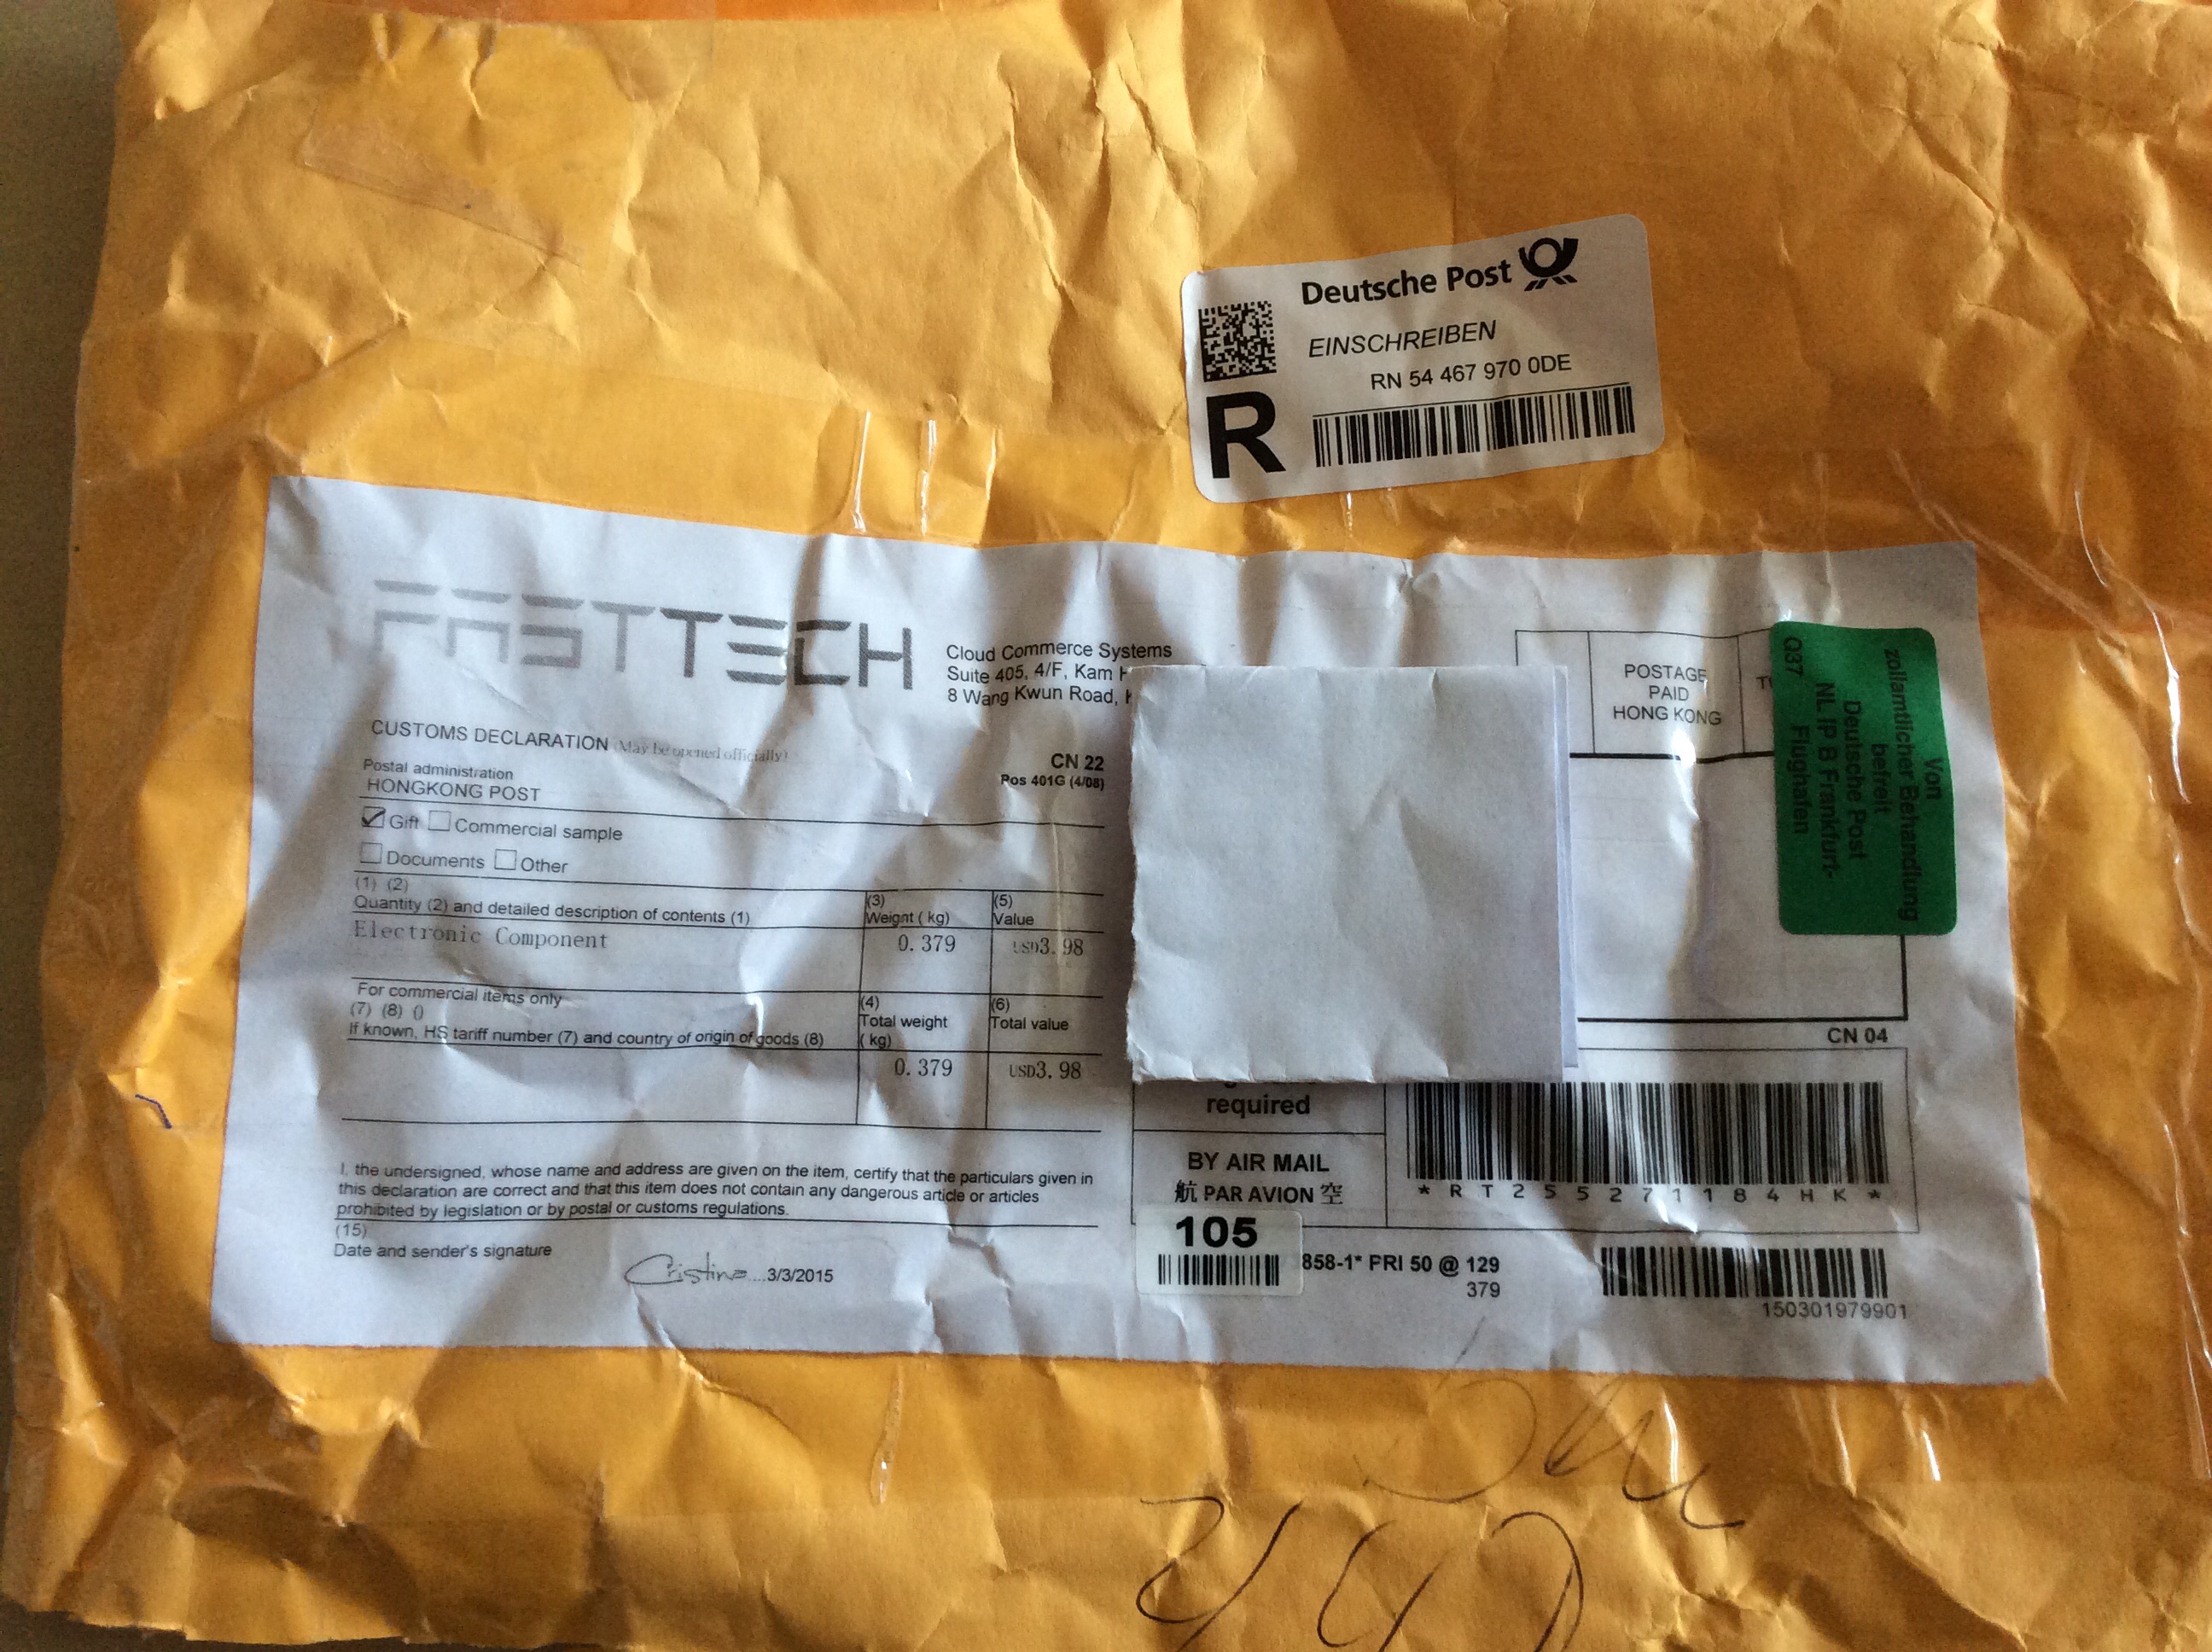 Deutsche Post
EINSCHREIBEN
RN 54 467 970 0DE
R
FASTTECH
Cloud Commerce Systems
Suite 405, 4/F, Kam
8 Wang Kwun Road,
CUSTOMS DECLARATION (May be opened officially)
CN 22
Postal administration
Pos 401G (4/08)
HONGKONG POST
Gift Commercial sample
Documents Other
(1) (2)
Quantity (2) and detailed description of contents (1)
(3)
Weight ( kg)
(5)
Value
Electronic Component
0.379
USD3.98
For commercial items only
(7) (8) ()
If known, HS tariff number (7) and country of origin of goods (8)
(4)
Total weight
( kg)
(6)
Total value
0.379
USD3.98
I, the undersigned, whose name and address are given on the item, certify that the particulars given in
this declaration are correct and that this item does not contain any dangerous article or articles
prohibited by legislation or by postal or customs regulations.
(15)
Date and sender's signature
Cristina....3/3/2015
POSTAGE
PAID
HONG KONG
Von
zollamtlicher Behandlung
befreit
Deutsche Post
NL IP B Frankfurt-
Flughafen
Q37
CN 04
required
BY AIR MAIL
航 PAR AVION 空
*RT255271184HK*
105
858-1* PRI 50 @ 129
379
150301979901